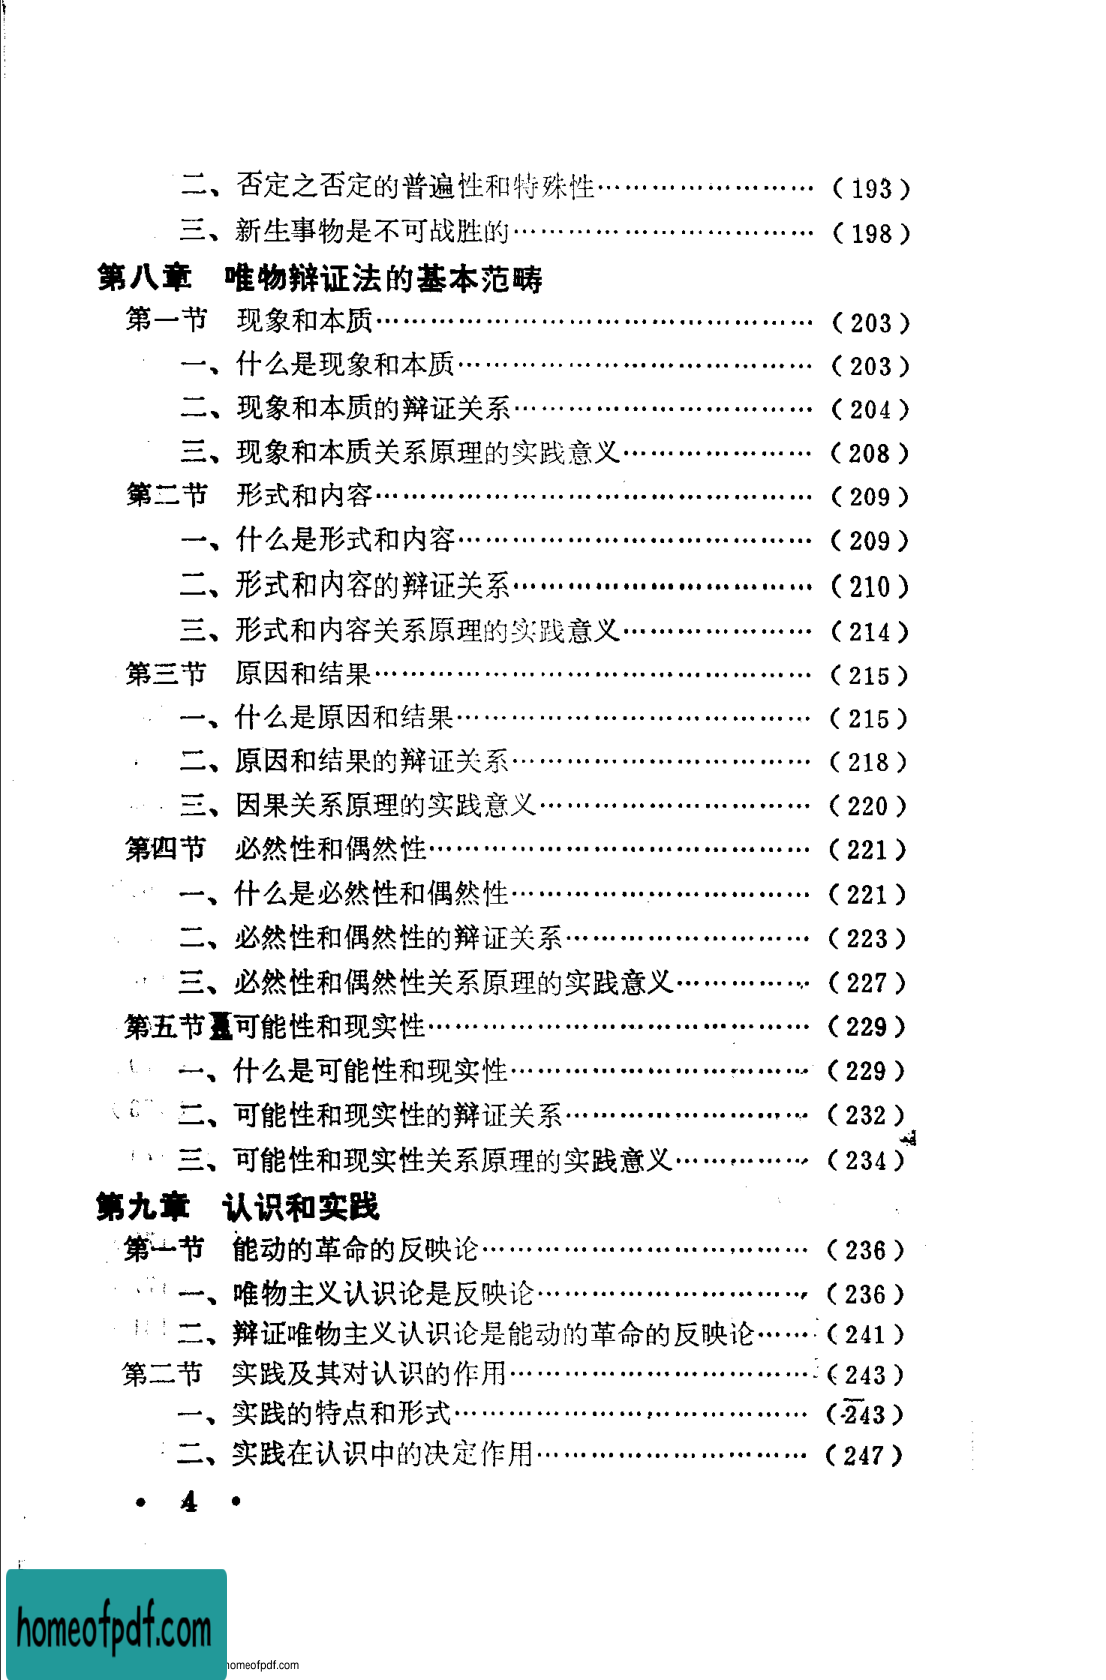 二、否定之否定的普遍性和特殊性……………………（193）
三、新生事物是不可战胜的……………………………（198）
第八章　唯物辩证法的基本范畴
第一节　现象和本质…………………………………………（203）
一、什么是现象和本质…………………………………（203）
二、现象和本质的辩证关系……………………………（204）
三、现象和本质关系原理的实践意义…………………（208）
第二节　形式和内容…………………………………………（209）
一、什么是形式和内容…………………………………（209）
二、形式和内容的辩证关系……………………………（210）
三、形式和内容关系原理的实践意义…………………（214）
第三节　原因和结果…………………………………………（215）
一、什么是原因和结果…………………………………（215）
二、原因和结果的辩证关系……………………………（218）
三、因果关系原理的实践意义…………………………（220）
第四节　必然性和偶然性……………………………………（221）
一、什么是必然性和偶然性……………………………（221）
二、必然性和偶然性的辩证关系………………………（223）
三、必然性和偶然性关系原理的实践意义……………（227）
第五节　可能性和现实性……………………………………（229）
一、什么是可能性和现实性……………………………（229）
二、可能性和现实性的辩证关系………………………（232）
三、可能性和现实性关系原理的实践意义……………（234）
第九章　认识和实践
第一节　能动的革命的反映论………………………………（236）
一、唯物主义认识论是反映论…………………………（236）
二、辩证唯物主义认识论是能动的革命的反映论……（241）
第二节　实践及其对认识的作用……………………………（243）
一、实践的特点和形式…………………………………（243）
二、实践在认识中的决定作用…………………………（247）
• 4 •
homeofpdf.com
homeofpdf.com